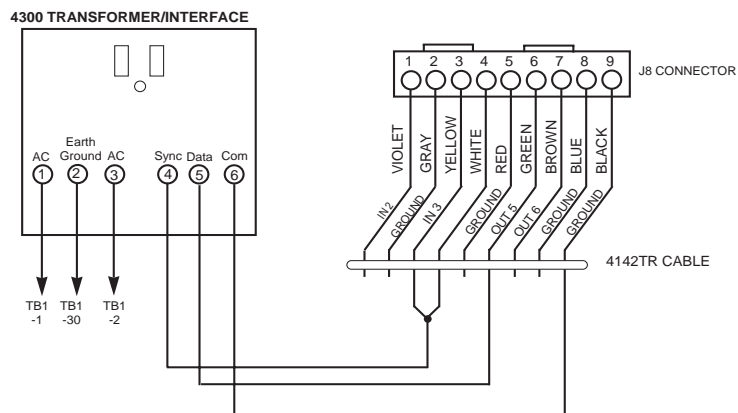 4300 TRANSFORMER/INTERFACE
AC
Earth
Ground
AC
Sync
Data
Com
1
2
3
4
5
6
TB1
-1
TB1
-30
TB1
-2
1 2 3 4 5 6 7 8 9
J8 CONNECTOR
VIOLET
GRAY
YELLOW
WHITE
RED
GREEN
BROWN
BLUE
BLACK
IN 2
GROUND
IN 3
GROUND
OUT 5
OUT 6
GROUND
GROUND
4142TR CABLE